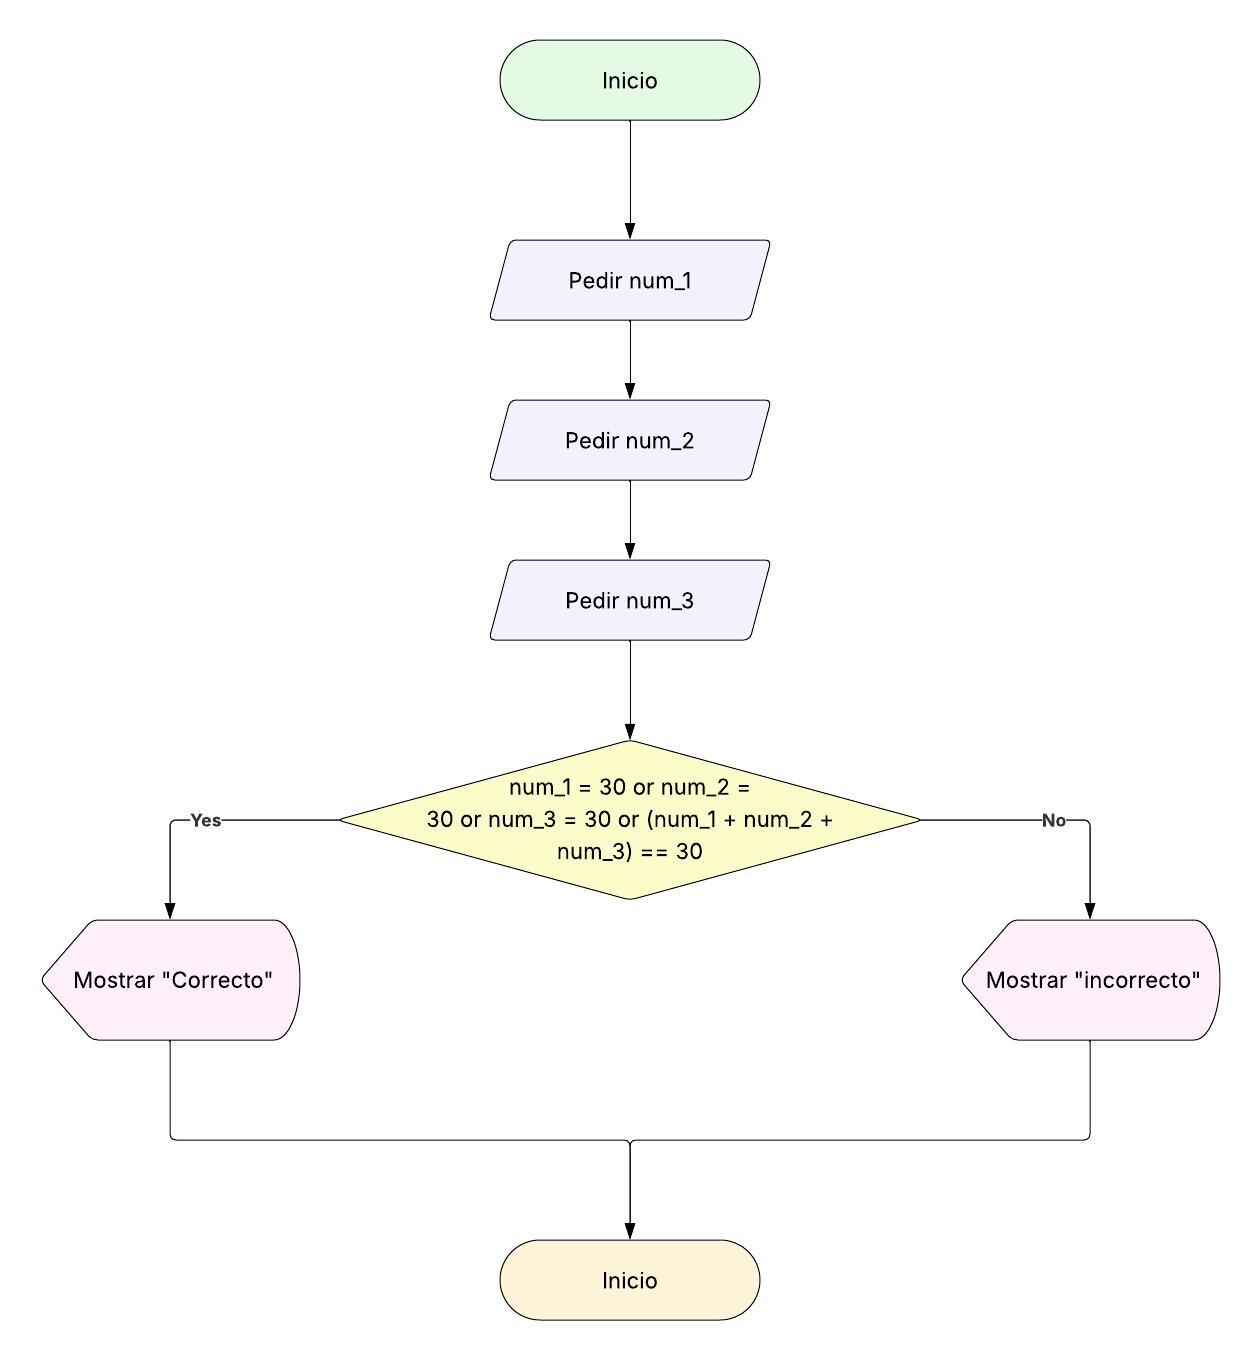 Inicio
Pedir num_1
Pedir num_2
Pedir num_3
num_1 = 30 or num_2 =
30 or num_3 = 30 or (num_1 + num_2 +
num_3) == 30
Yes
No
Mostrar "Correcto"
Mostrar "incorrecto"
Inicio